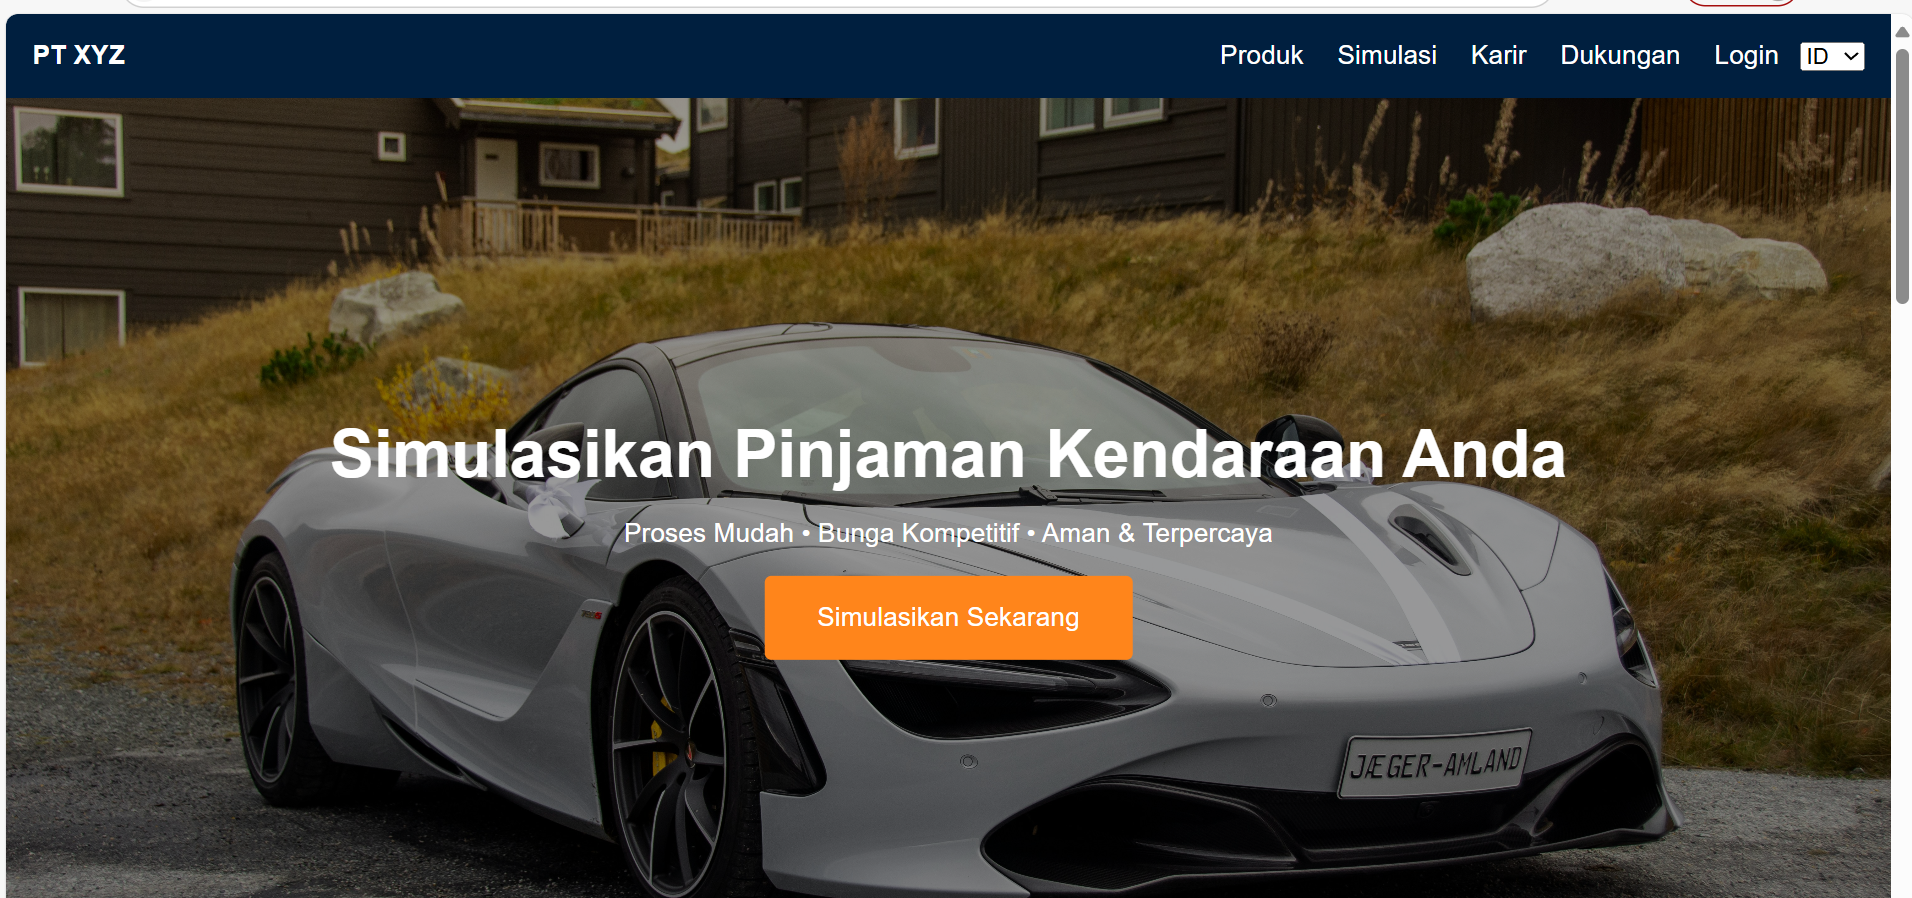 PT XYZ
Produk Simulasi Karir Dukungan Login ID
Simulasikan Pinjaman Kendaraan Anda
Proses Mudah • Bunga Kompetitif • Aman & Terpercaya
Simulasikan Sekarang
JÆGER-AMLAND